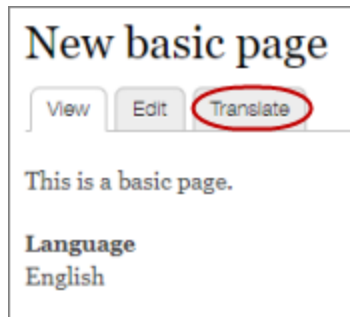 New basic page
View Edit Translate
This is a basic page.
Language
English